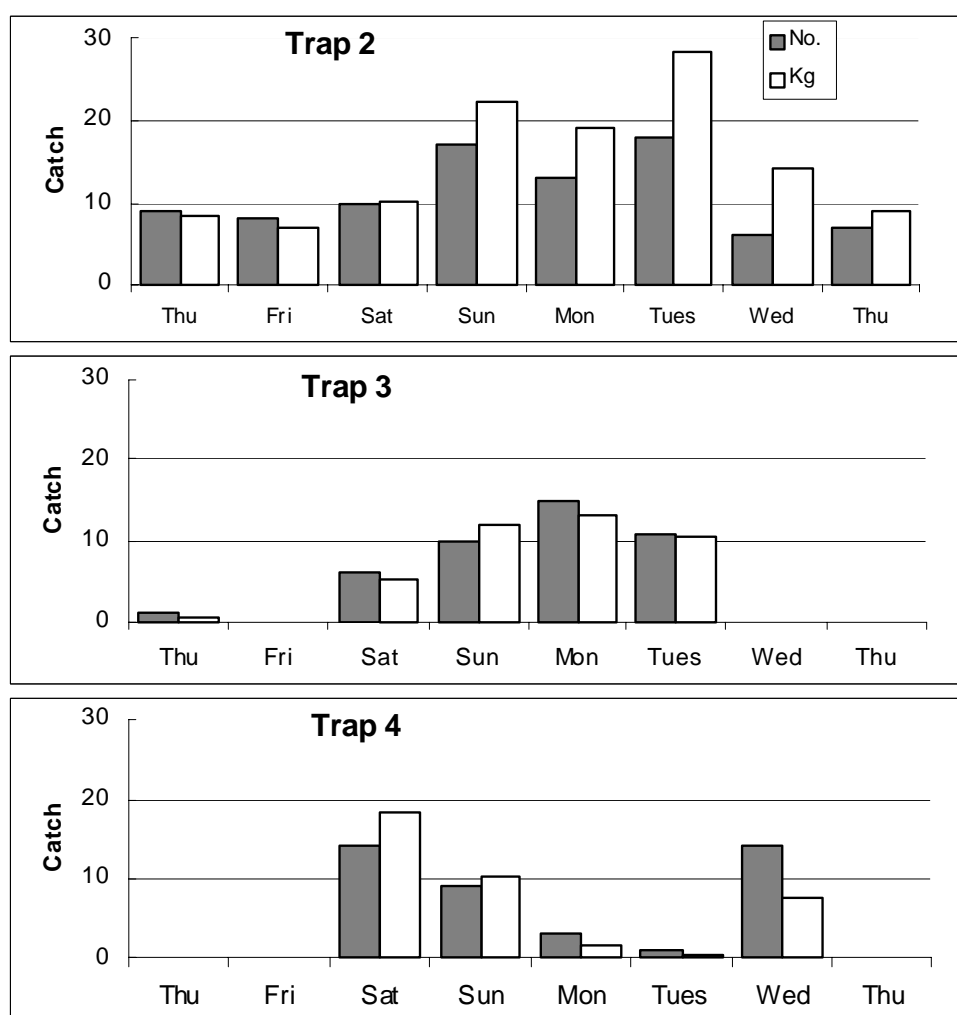 Trap 2
No.
Kg
Catch
30
20
10
0
Thu Fri Sat Sun Mon Tues Wed Thu
Trap 3
Catch
30
20
10
0
Thu Fri Sat Sun Mon Tues Wed Thu
Trap 4
Catch
30
20
10
0
Thu Fri Sat Sun Mon Tues Wed Thu